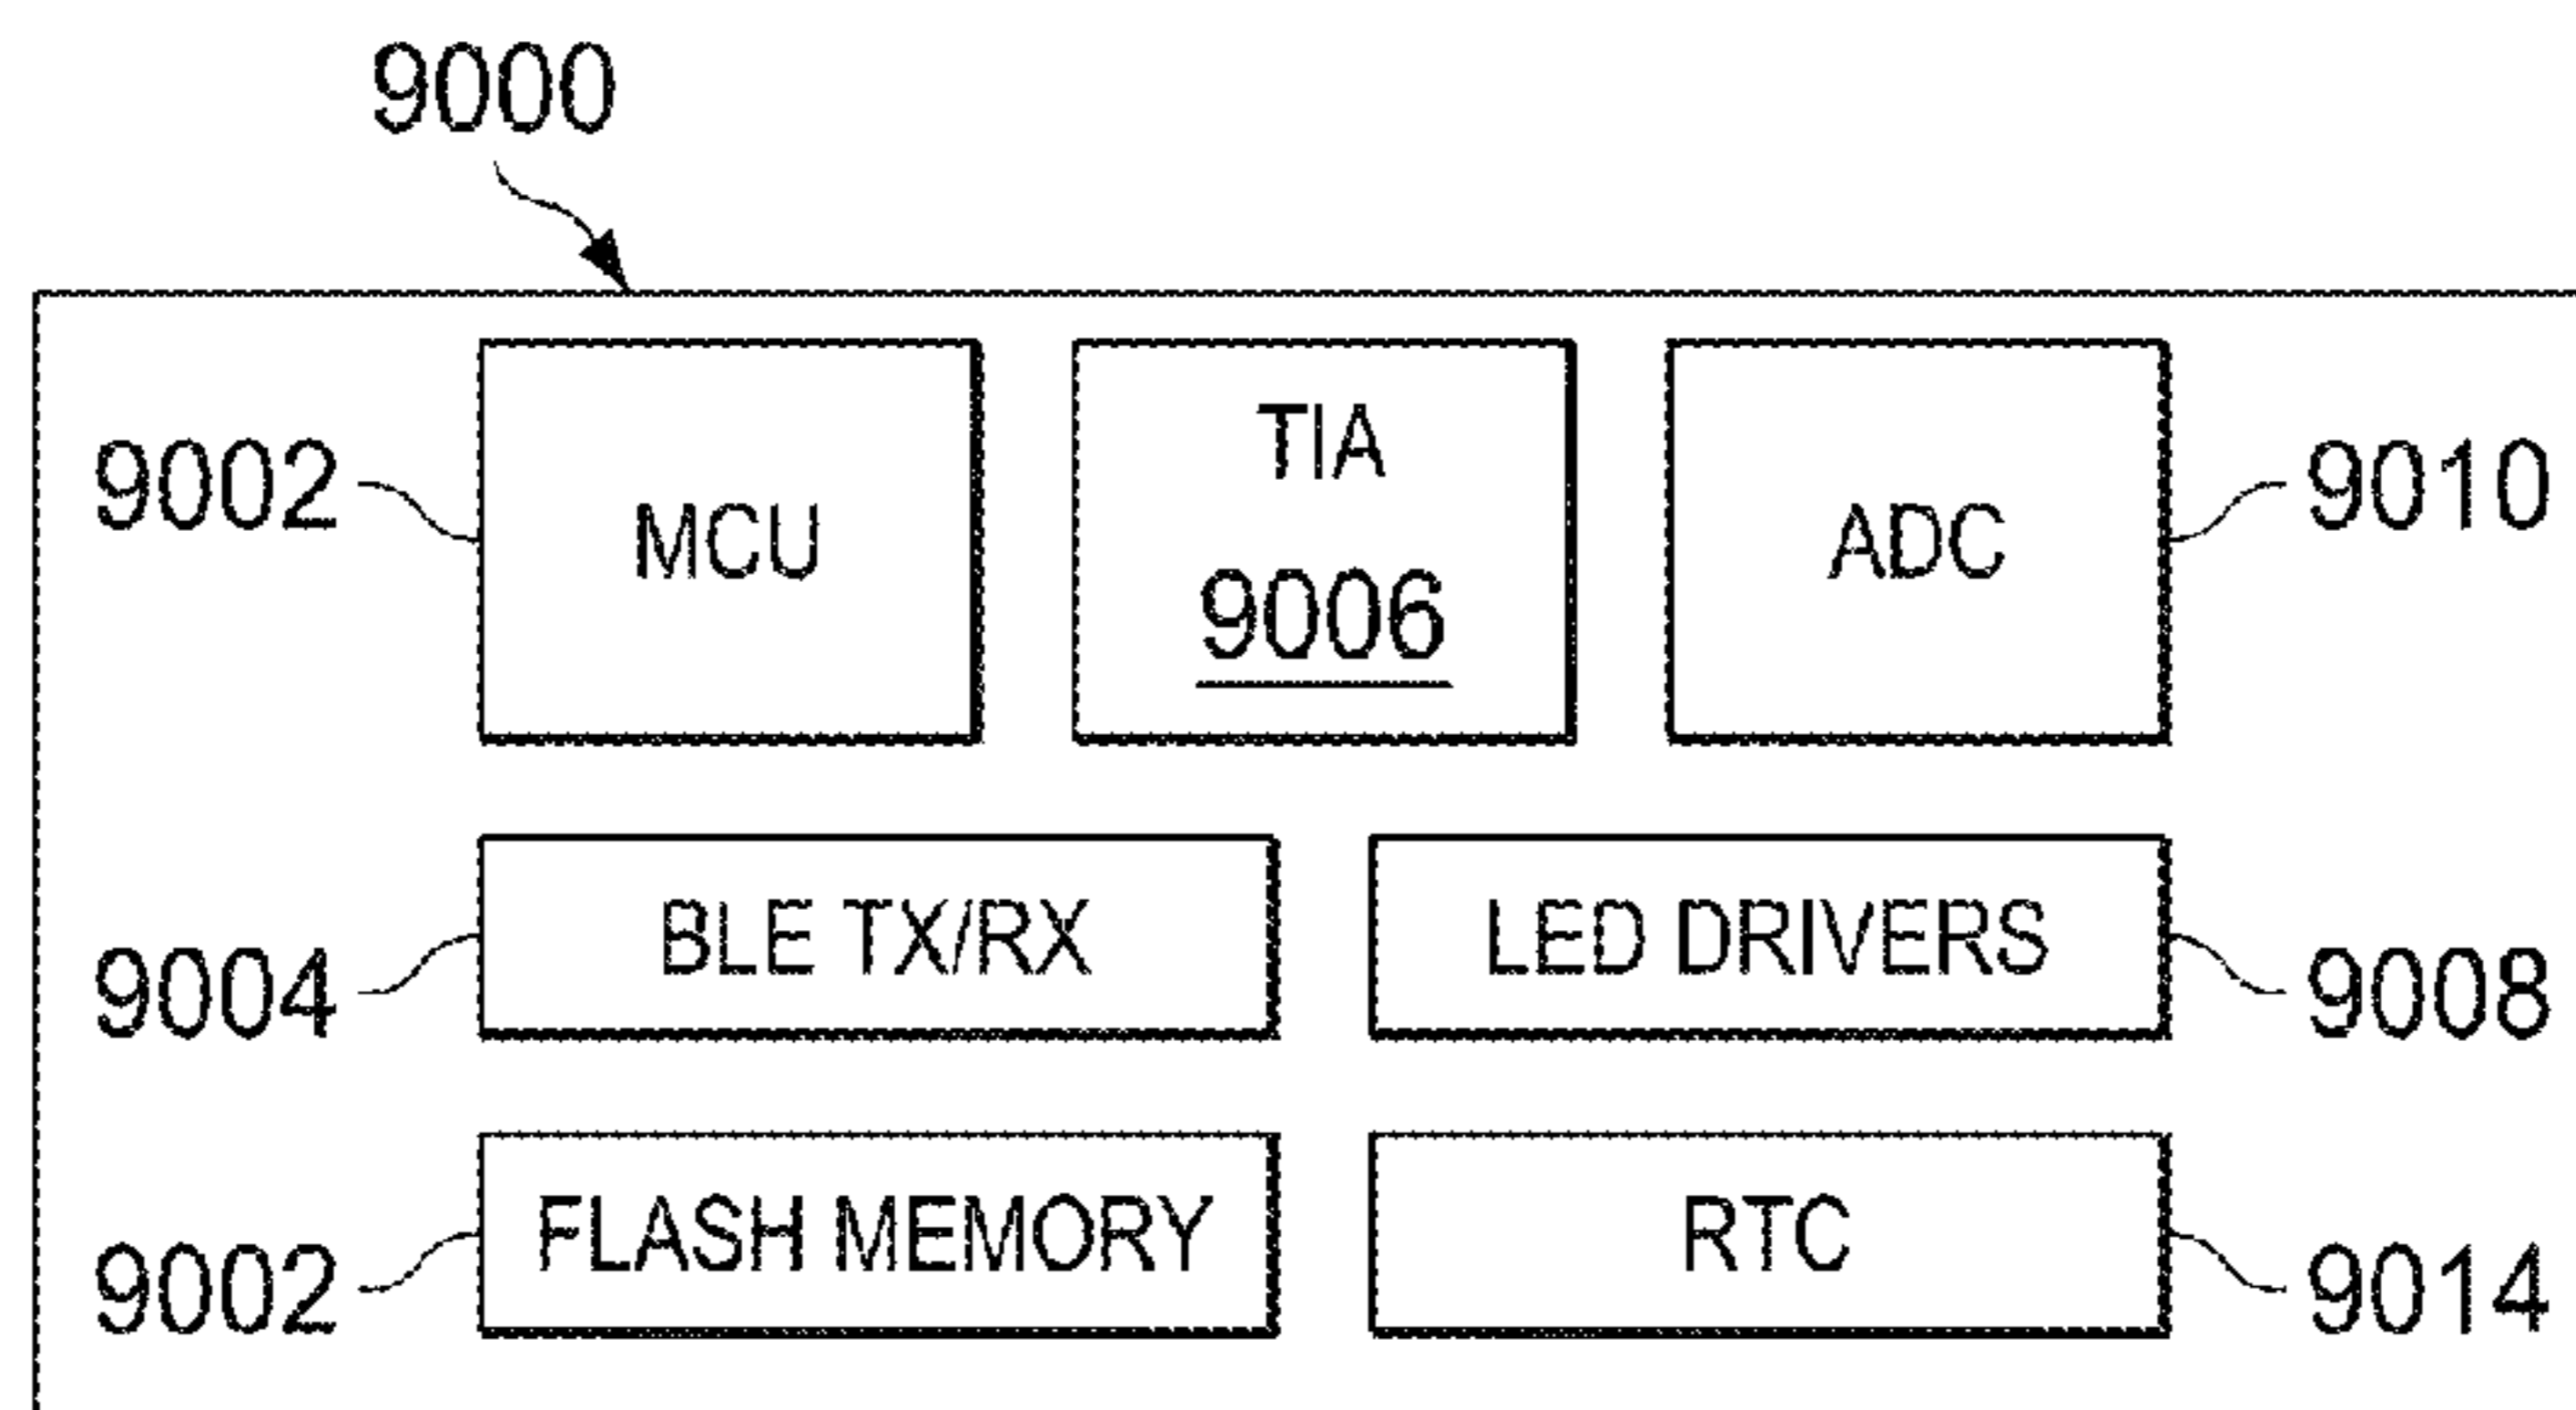 9000
9002 MCU TIA ADC 9010
9006
9004 BLE TX/RX LED DRIVERS 9008
9002 FLASH MEMORY RTC 9014